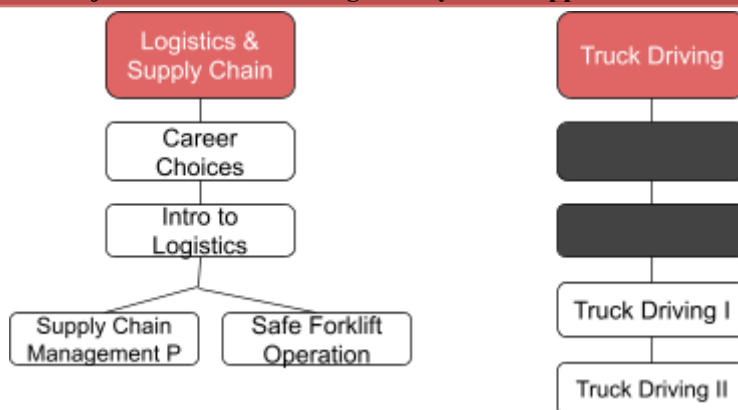 Logistics &
Supply Chain
Career
Choices
Intro to
Logistics
Supply Chain
Management P
Safe Forklift
Operation
Truck Driving
Truck Driving I
Truck Driving II